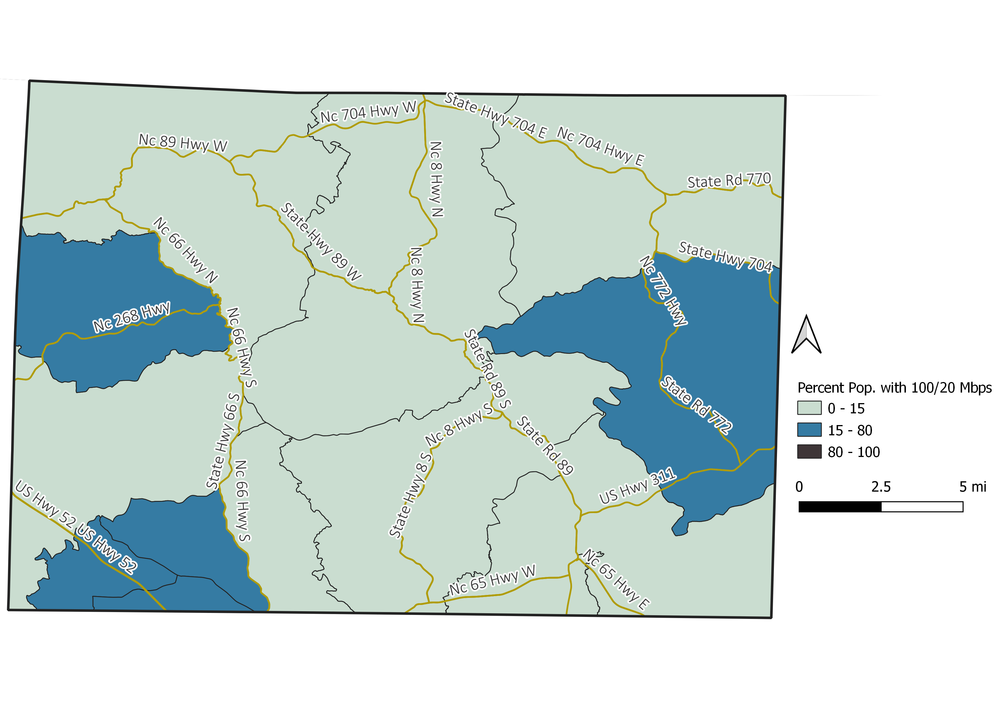 State Hwy 704 E
Nc 704 Hwy W
Nc 89 Hwy W
Nc 704 Hwy E
Nc 8 Hwy N
State Rd 770
State Hwy 89 W
Nc 66 Hwy N
State Hwy 704
Nc 8 Hwy N
Nc 772 Hwy
Nc 268 Hwy
Nc 66 Hwy S
State Rd 89 S
State Rd 772
Nc 8 Hwy S
State Hwy 66 S
State Rd 89
State Hwy 8 S
Nc 66 Hwy S
US Hwy 311
US Hwy 52
US Hwy 52
Nc 65 Hwy W
Nc 65 Hwy E
Percent Pop. with 100/20 Mbps
0 - 15
15 - 80
80 - 100
0 2.5 5 mi